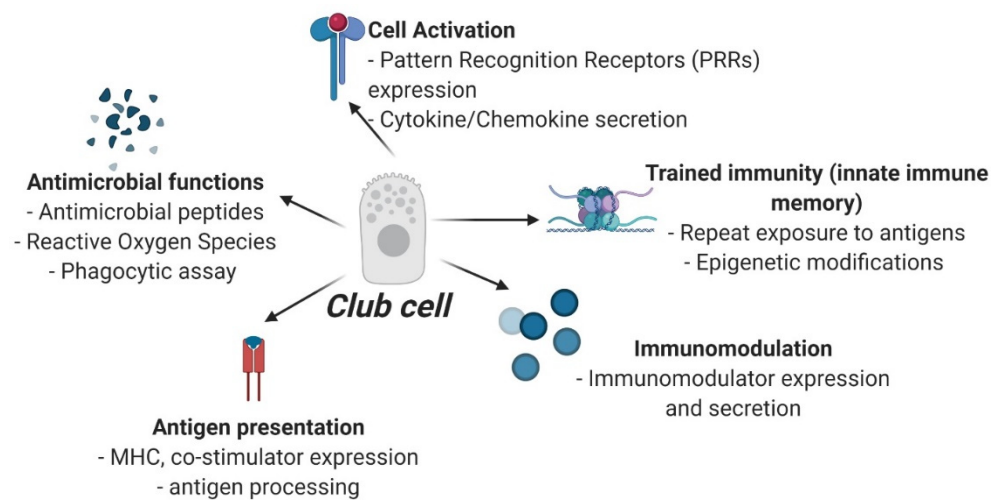 Cell Activation
- Pattern Recognition Receptors (PRRs)
expression
- Cytokine/Chemokine secretion
Antimicrobial functions
- Antimicrobial peptides
- Reactive Oxygen Species
- Phagocytic assay
Trained immunity (innate immune
memory)
- Repeat exposure to antigens
- Epigenetic modifications
Club cell
Immunomodulation
- Immunomodulator expression
and secretion
Antigen presentation
- MHC, co-stimulator expression
- antigen processing